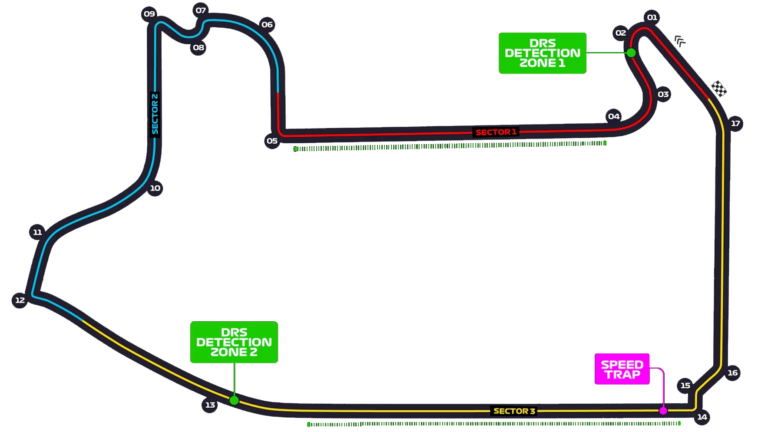 09
07
06
08
02
01
DRS
DETECTION
ZONE 1
03
04
SECTOR 1
05
17
SECTOR 2
10
11
12
DRS
DETECTION
ZONE 2
13
SPEED
TRAP
16
15
SECTOR 3
14